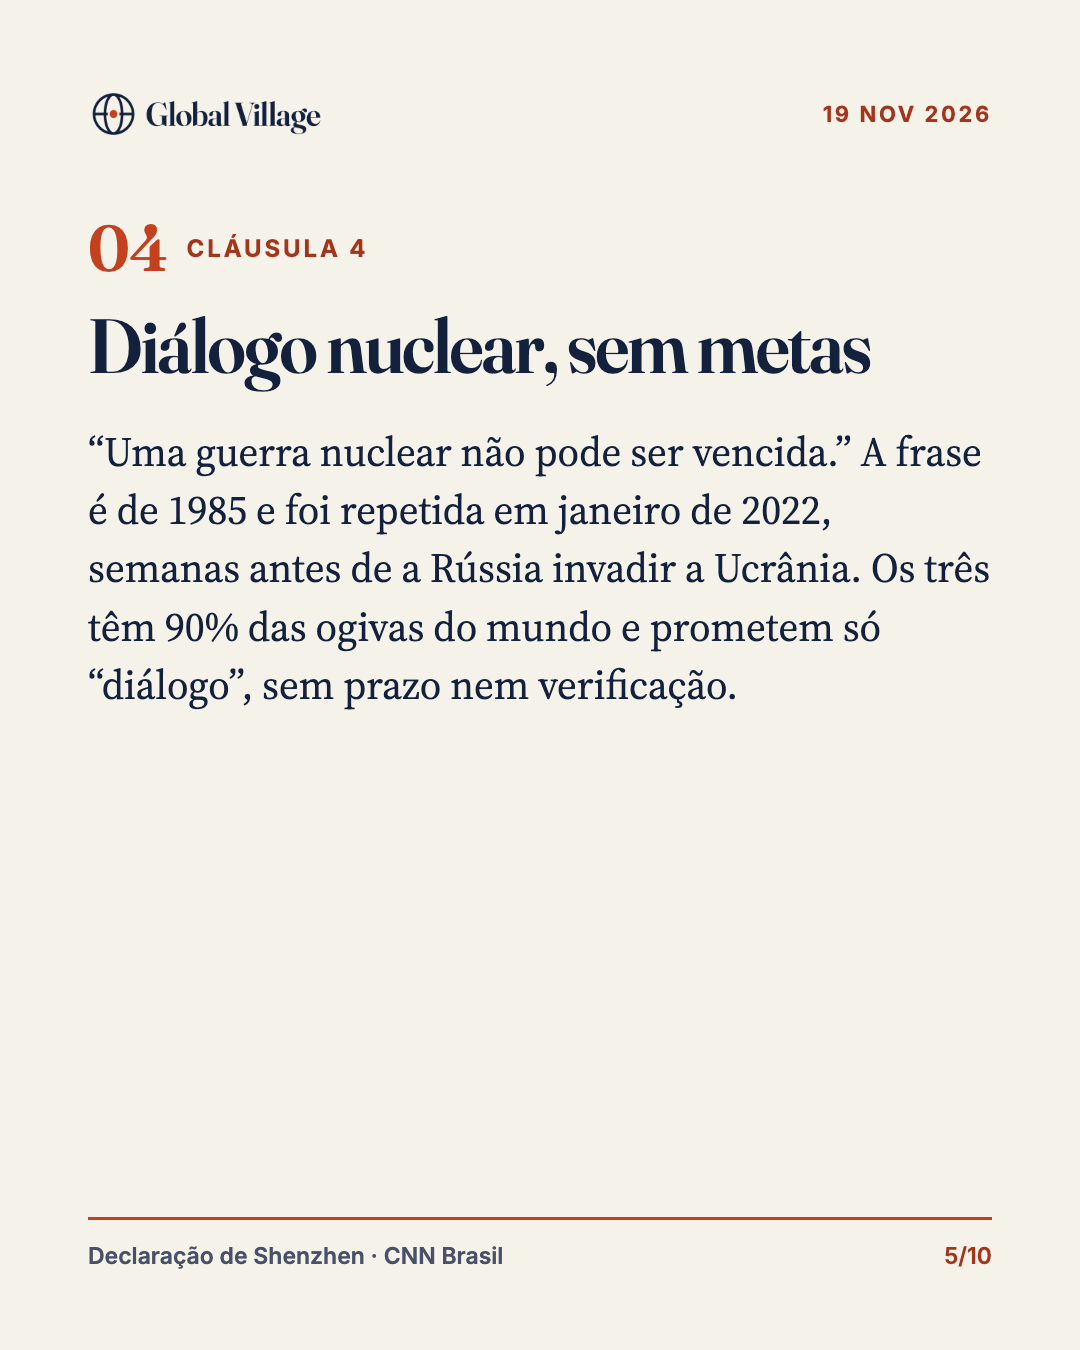 Global Village
19 NOV 2026
04 CLÁUSULA 4
Diálogo nuclear, sem metas
“Uma guerra nuclear não pode ser vencida.” A frase
é de 1985 e foi repetida em janeiro de 2022,
semanas antes de a Rússia invadir a Ucrânia. Os três
têm 90% das ogivas do mundo e prometem só
“diálogo”, sem prazo nem verificação.
Declaração de Shenzhen · CNN Brasil
5/10